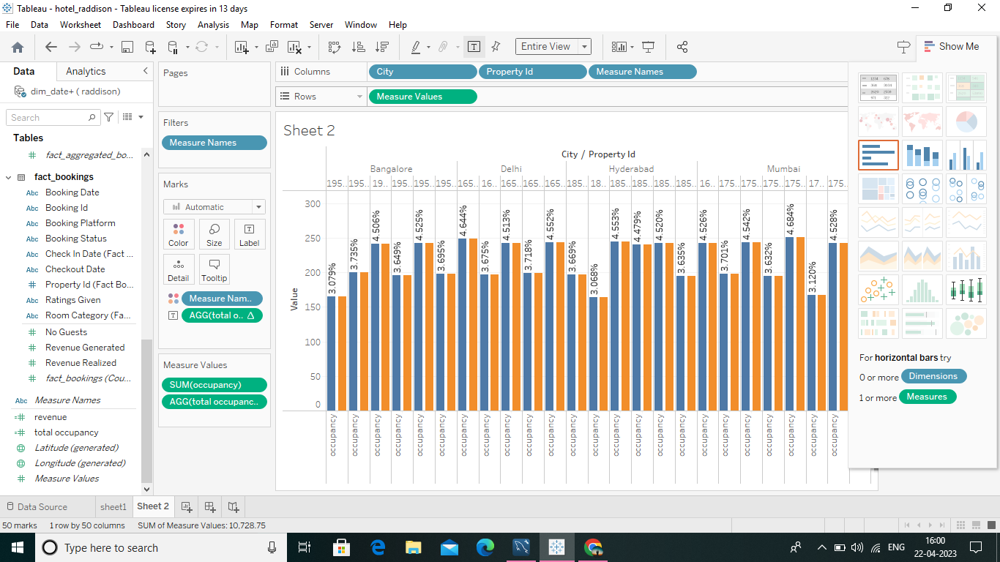 Tableau - hotel_raddison - Tableau license expires in 13 days
File Data Worksheet Dashboard Story Analysis Map Format Server Window Help
Entire View
Show Me
Data Analytics
dim_date+ ( raddison)
Search
Tables
fact_aggregated_bo...
fact_bookings
Abc Booking Date
Abc Booking Id
Abc Booking Platform
Abc Booking Status
Abc Check In Date (Fact ...
Abc Checkout Date
Property Id (Fact Bo...
Abc Ratings Given
Abc Room Category (Fa...
No Guests
Revenue Generated
Revenue Realized
fact_bookings (Cou...
Abc Measure Names
revenue
total occupancy
Latitude (generated)
Longitude (generated)
Measure Values
Pages
Filters
Measure Names
Marks
Automatic
Color Size Label
Detail Tooltip
Measure Nam..
AGG(total o.. Δ
Measure Values
SUM(occupancy)
AGG(total occupanc..
Columns City Property Id Measure Names
Rows Measure Values
Sheet 2
City / Property Id
Bangalore Delhi Hyderabad Mumbai
195.. 195.. 19.. 195.. 195.. 195.. 165.. 16.. 165.. 165.. 165.. 185.. 18.. 185.. 185.. 185.. 185.. 16.. 175.. 175.. 175.. 175.. 17.. 175..
300
250
200
150
100
50
0
Value
3.079% 3.735% 4.506% 3.649% 4.525% 3.695% 4.644% 3.675% 4.513% 3.718% 4.552% 3.669% 3.068% 4.553% 4.479% 4.520% 3.635% 4.526% 3.701% 4.542% 3.632% 4.684% 3.120% 4.528%
occupancy occupancy occupancy occupancy occupancy occupancy occupancy occupancy occupancy occupancy occupancy occupancy occupancy occupancy occupancy occupancy occupancy occupancy occupancy occupancy occupancy occupancy occupancy occupancy
For horizontal bars try
0 or more Dimensions
1 or more Measures
Data Source sheet1 Sheet 2
50 marks 1 row by 50 columns SUM of Measure Values: 10,728.75
Type here to search
ENG
16:00
22-04-2023